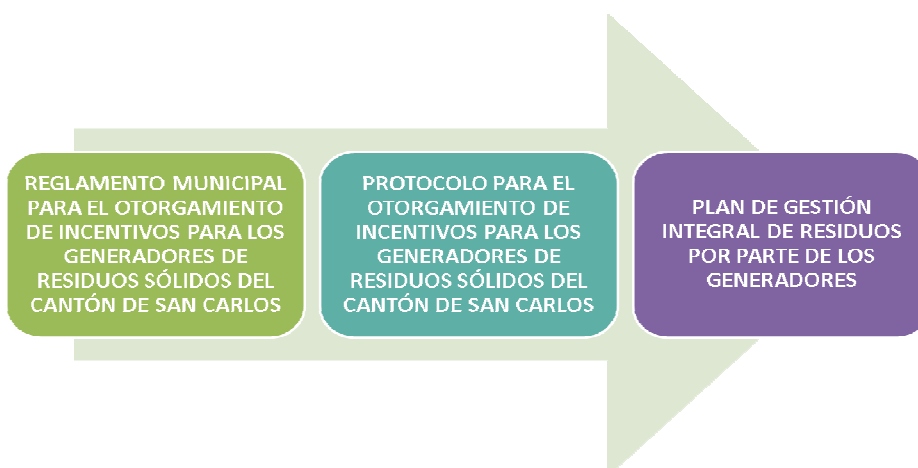 REGLAMENTO MUNICIPAL
PARA EL OTORGAMIENTO
DE INCENTIVOS PARA LOS
GENERADORES DE
RESIDUOS SÓLIDOS DEL
CANTÓN DE SAN CARLOS
PROTOCOLO PARA EL
OTORGAMIENTO DE
INCENTIVOS PARA LOS
GENERADORES DE
RESIDUOS SÓLIDOS DEL
CANTÓN DE SAN CARLOS
PLAN DE GESTIÓN
INTEGRAL DE RESIDUOS
POR PARTE DE LOS
GENERADORES